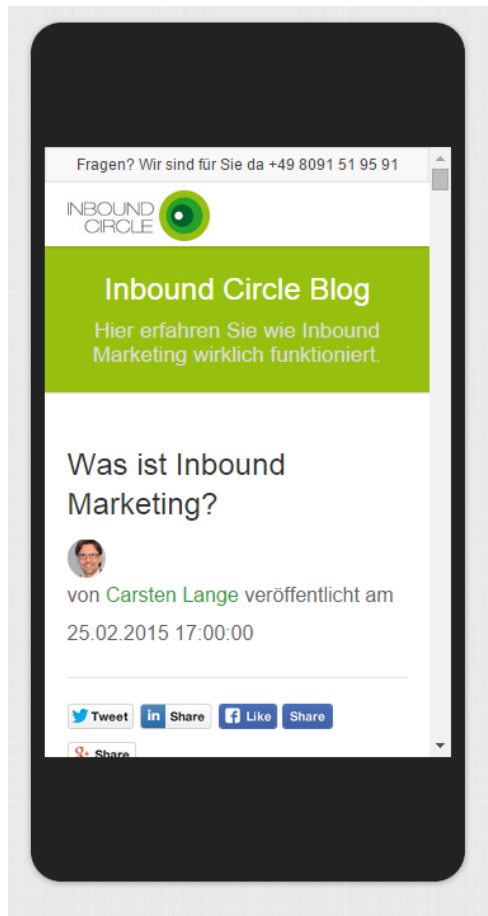 Fragen? Wir sind für Sie da +49 8091 51 95 91
INBOUND
CIRCLE
Inbound Circle Blog
Hier erfahren Sie wie Inbound
Marketing wirklich funktioniert.
Was ist Inbound
Marketing?
von Carsten Lange veröffentlicht am
25.02.2015 17:00:00
Tweet in Share f Like Share
g+ Share